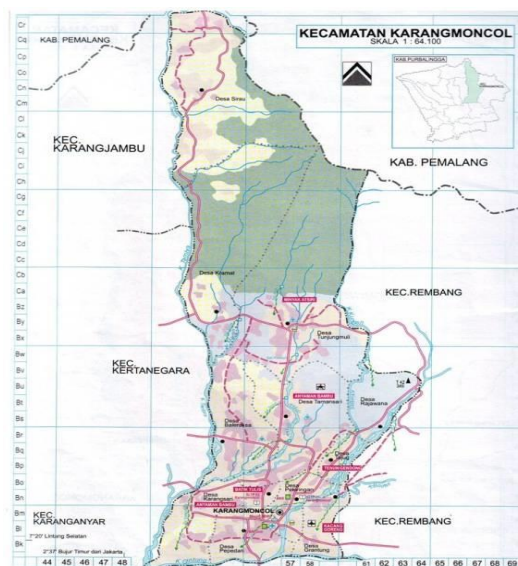 KECAMATAN KARANGMONCOL
SKALA 1 : 64.100
KAB.PURBALINGGA
KAB. PEMALANG
KEC.
KARANGJAMBU
KAB. PEMALANG
Desa Sirau
Desa Kramat
KEC.REMBANG
Desa
Tunjungmuli
KEC.
KERTANEGARA
Desa Tamansari
Desa
Rajawana
Desa
Baleraksa
Desa
Karangsari
Desa
Pekiringan
KARANGMONCOL
KEC.
KARANGANYAR
KEC.REMBANG
Desa
Pepedan
Desa
Grantung
7°20' Lintang Selatan
2°37' Bujur Timur dari Jakarta
Cr
Cq
Cp
Co
Cn
Cm
Cl
Ck
Cj
Ci
Ch
Cg
Cf
Ce
Cd
Cc
Cb
Ca
Bz
By
Bx
Bw
Bv
Bu
Bt
Bs
Br
Bq
Bp
Bo
Bn
Bm
Bl
Bk
44 45 46 47 48 57 58 61 62 63 64 65 66 67 68 69